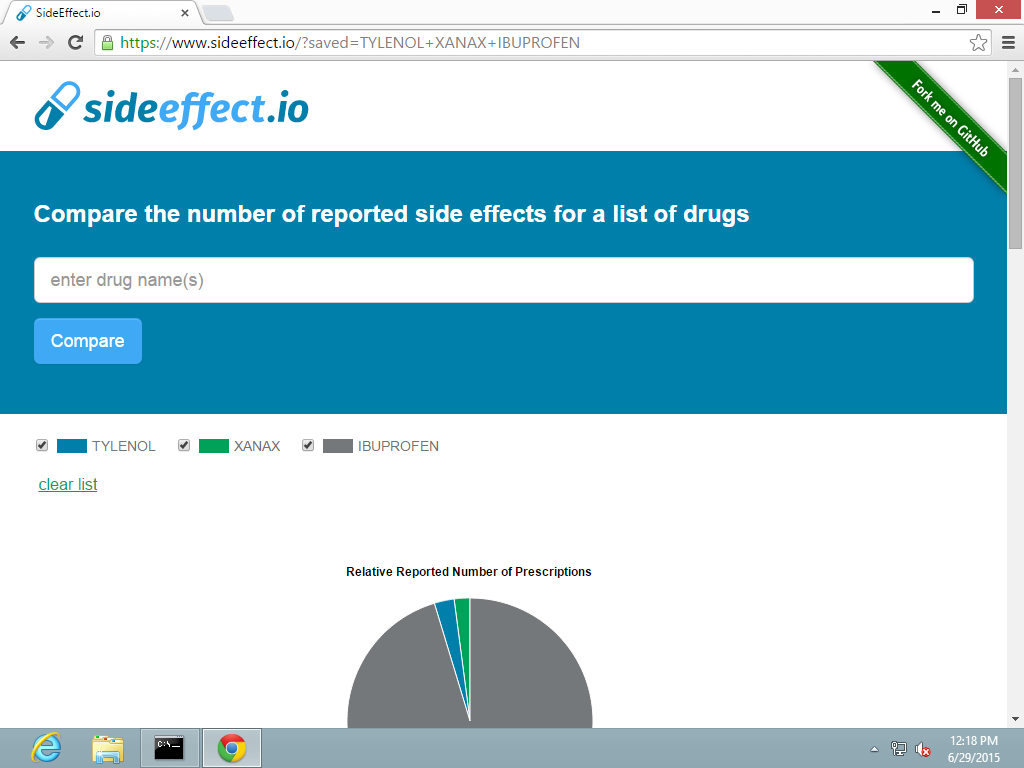 SideEffect.io
https://www.sideeffect.io/?saved=TYLENOL+XANAX+IBUPROFEN
sideeffect.io
Fork me on GitHub
Compare the number of reported side effects for a list of drugs
enter drug name(s)
Compare
TYLENOL XANAX IBUPROFEN
clear list
Relative Reported Number of Prescriptions
C:\._
12:18 PM
6/29/2015